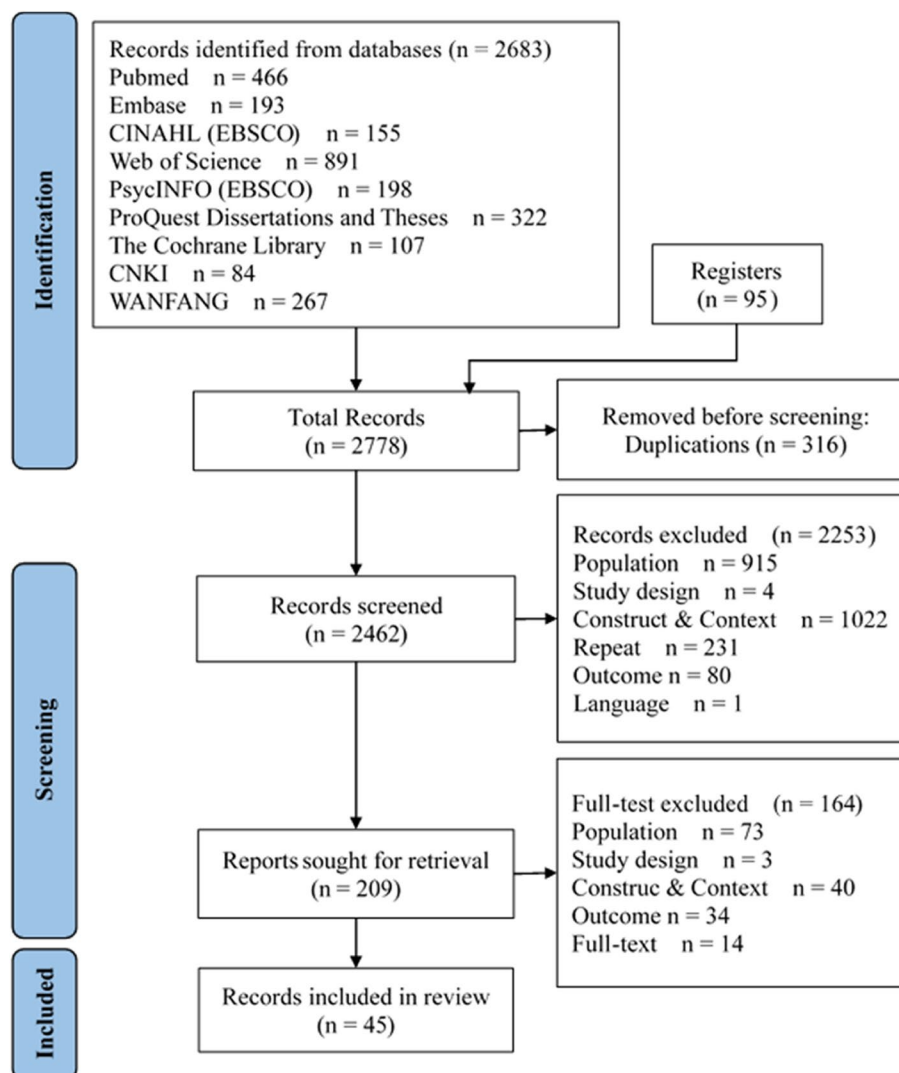 Identification
Records identified from databases (n = 2683)
Pubmed n = 466
Embase n = 193
CINAHL (EBSCO) n = 155
Web of Science n = 891
PsycINFO (EBSCO) n = 198
ProQuest Dissertations and Theses n = 322
The Cochrane Library n = 107
CNKI n = 84
WANFANG n = 267
Registers
(n = 95)
Total Records
(n = 2778)
Removed before screening:
Duplications (n = 316)
Screening
Records screened
(n = 2462)
Records excluded (n = 2253)
Population n = 915
Study design n = 4
Construct & Context n = 1022
Repeat n = 231
Outcome n = 80
Language n = 1
Reports sought for retrieval
(n = 209)
Full-test excluded (n = 164)
Population n = 73
Study design n = 3
Construc & Context n = 40
Outcome n = 34
Full-text n = 14
Included
Records included in review
(n = 45)